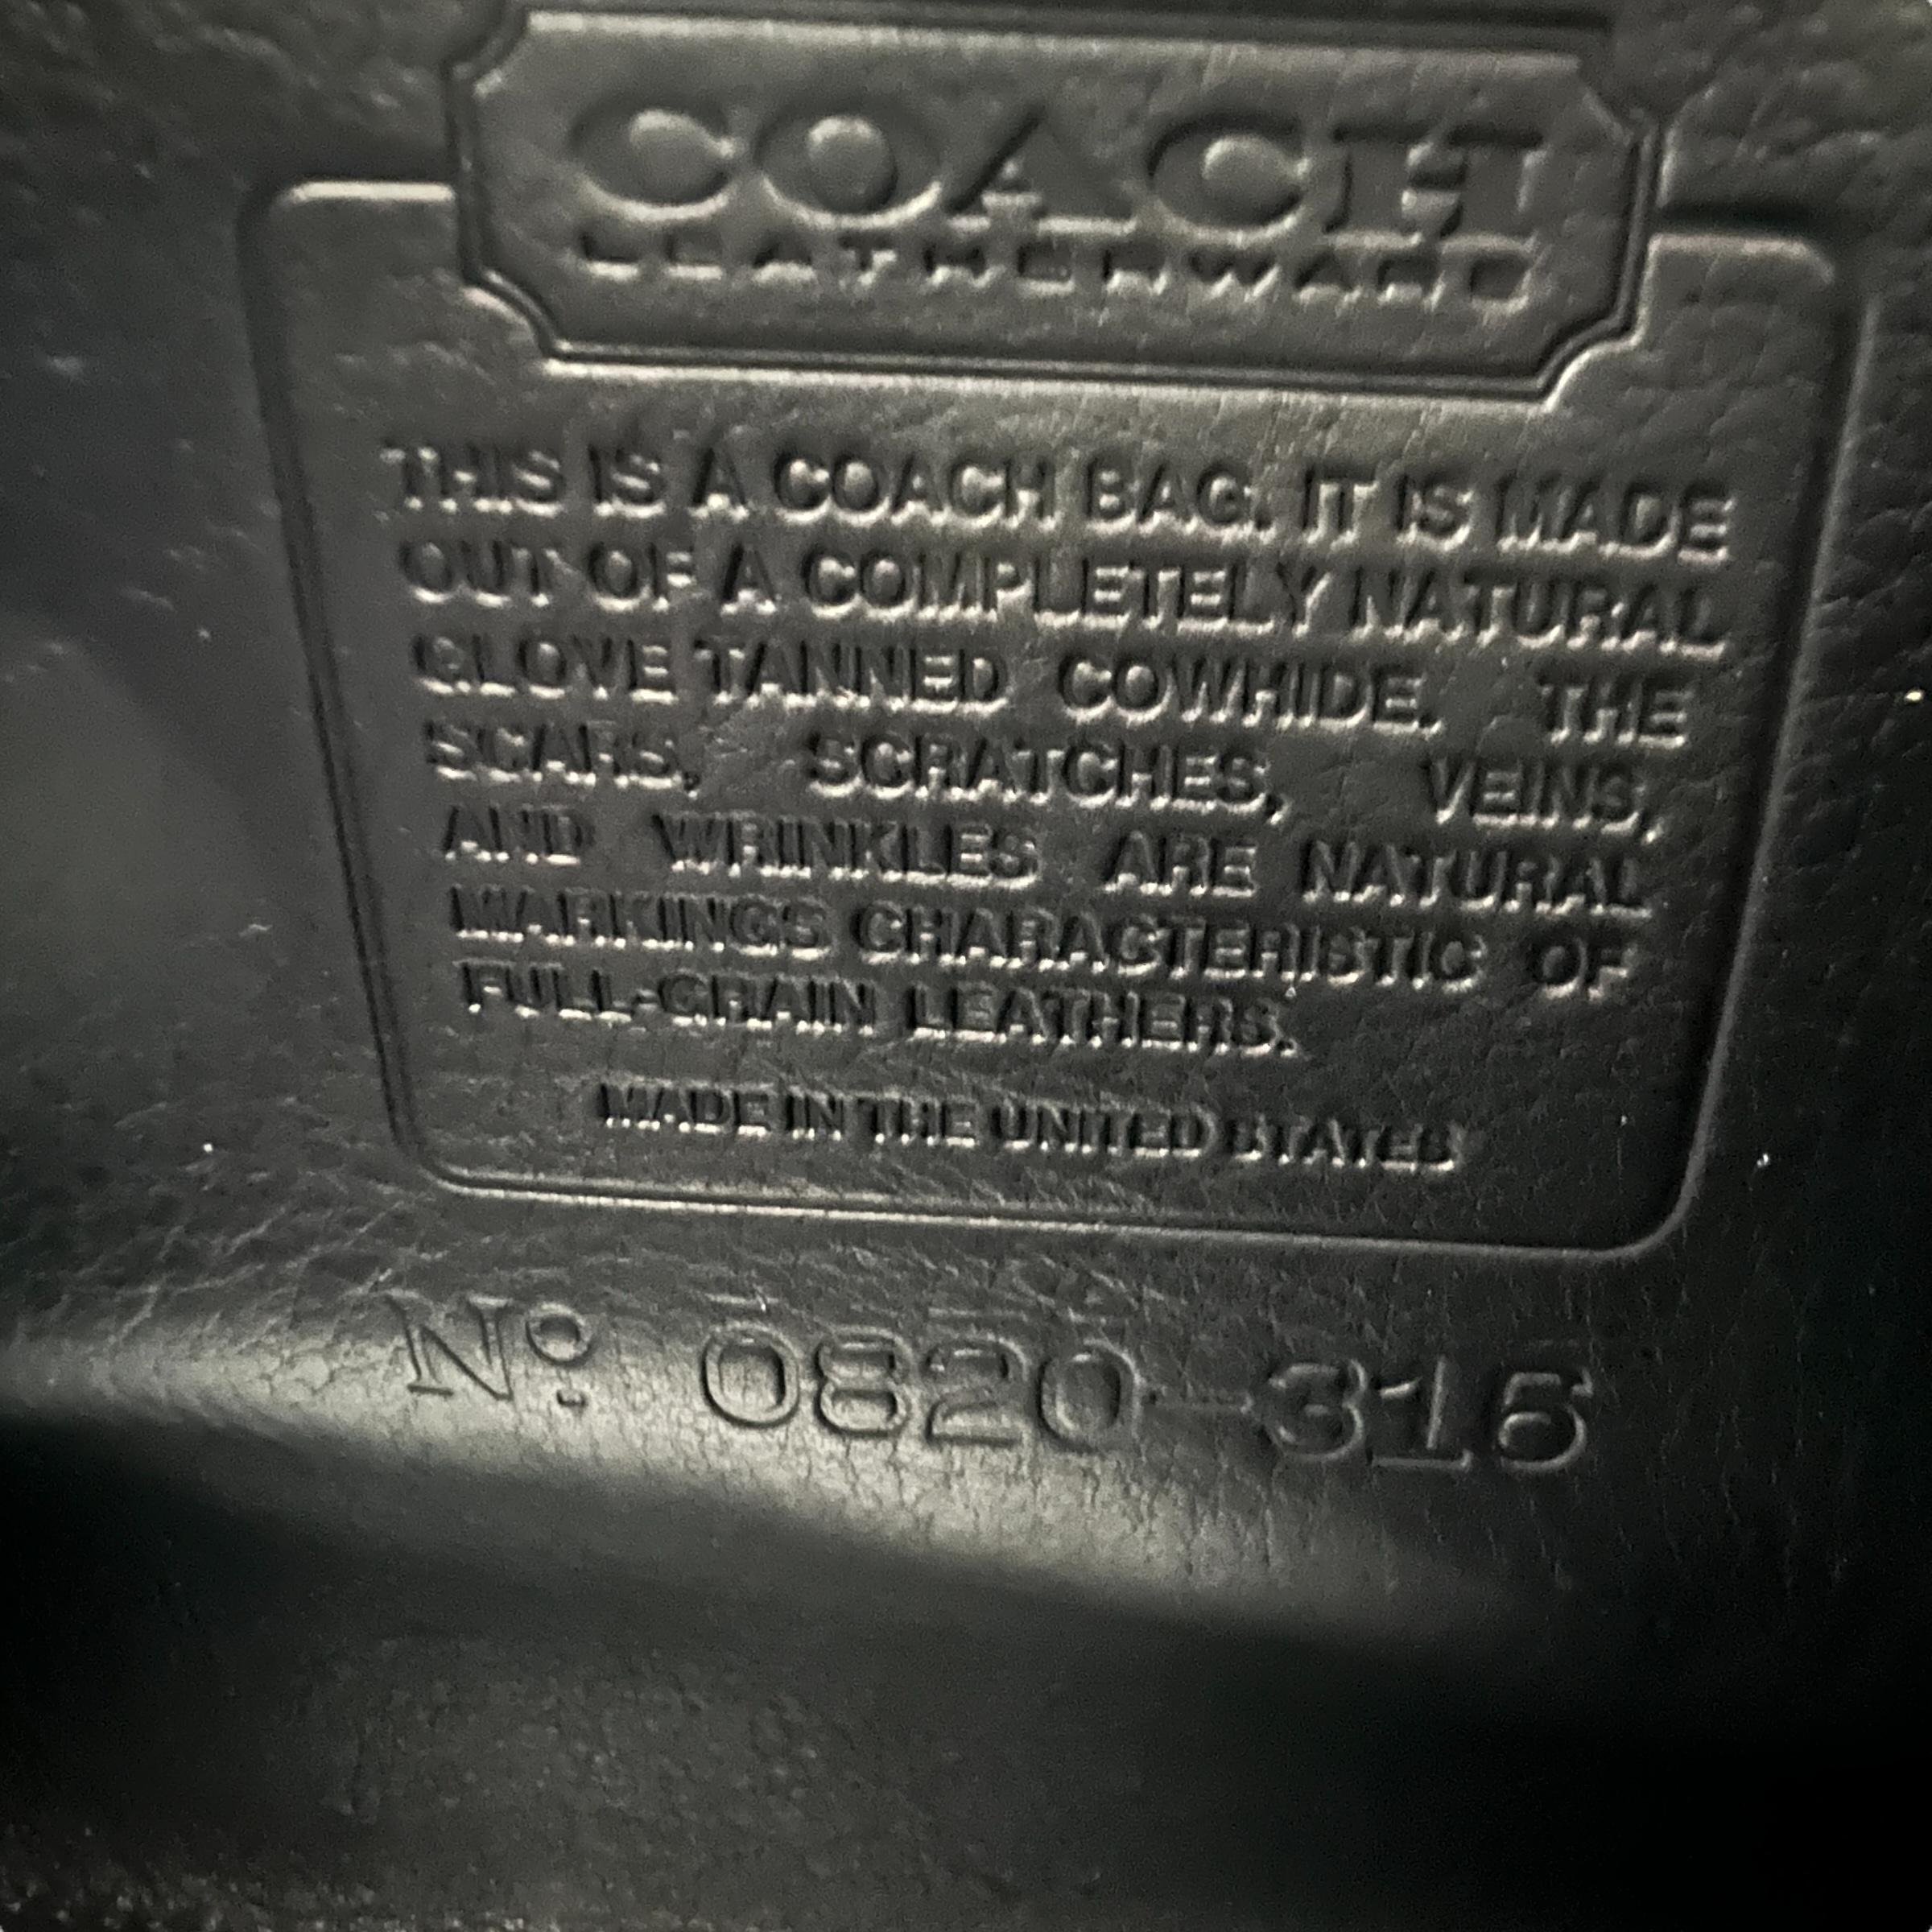 COACH
LEATHERWARE
THIS IS A COACH BAG. IT IS MADE
OUT OF A COMPLETELY NATURAL
GLOVE TANNED COWHIDE. THE
SCARS, SCRATCHES, VEINS,
AND WRINKLES ARE NATURAL
MARKINGS CHARACTERISTIC OF
FULL-GRAIN LEATHERS.
MADE IN THE UNITED STATES
Nº 0820-315